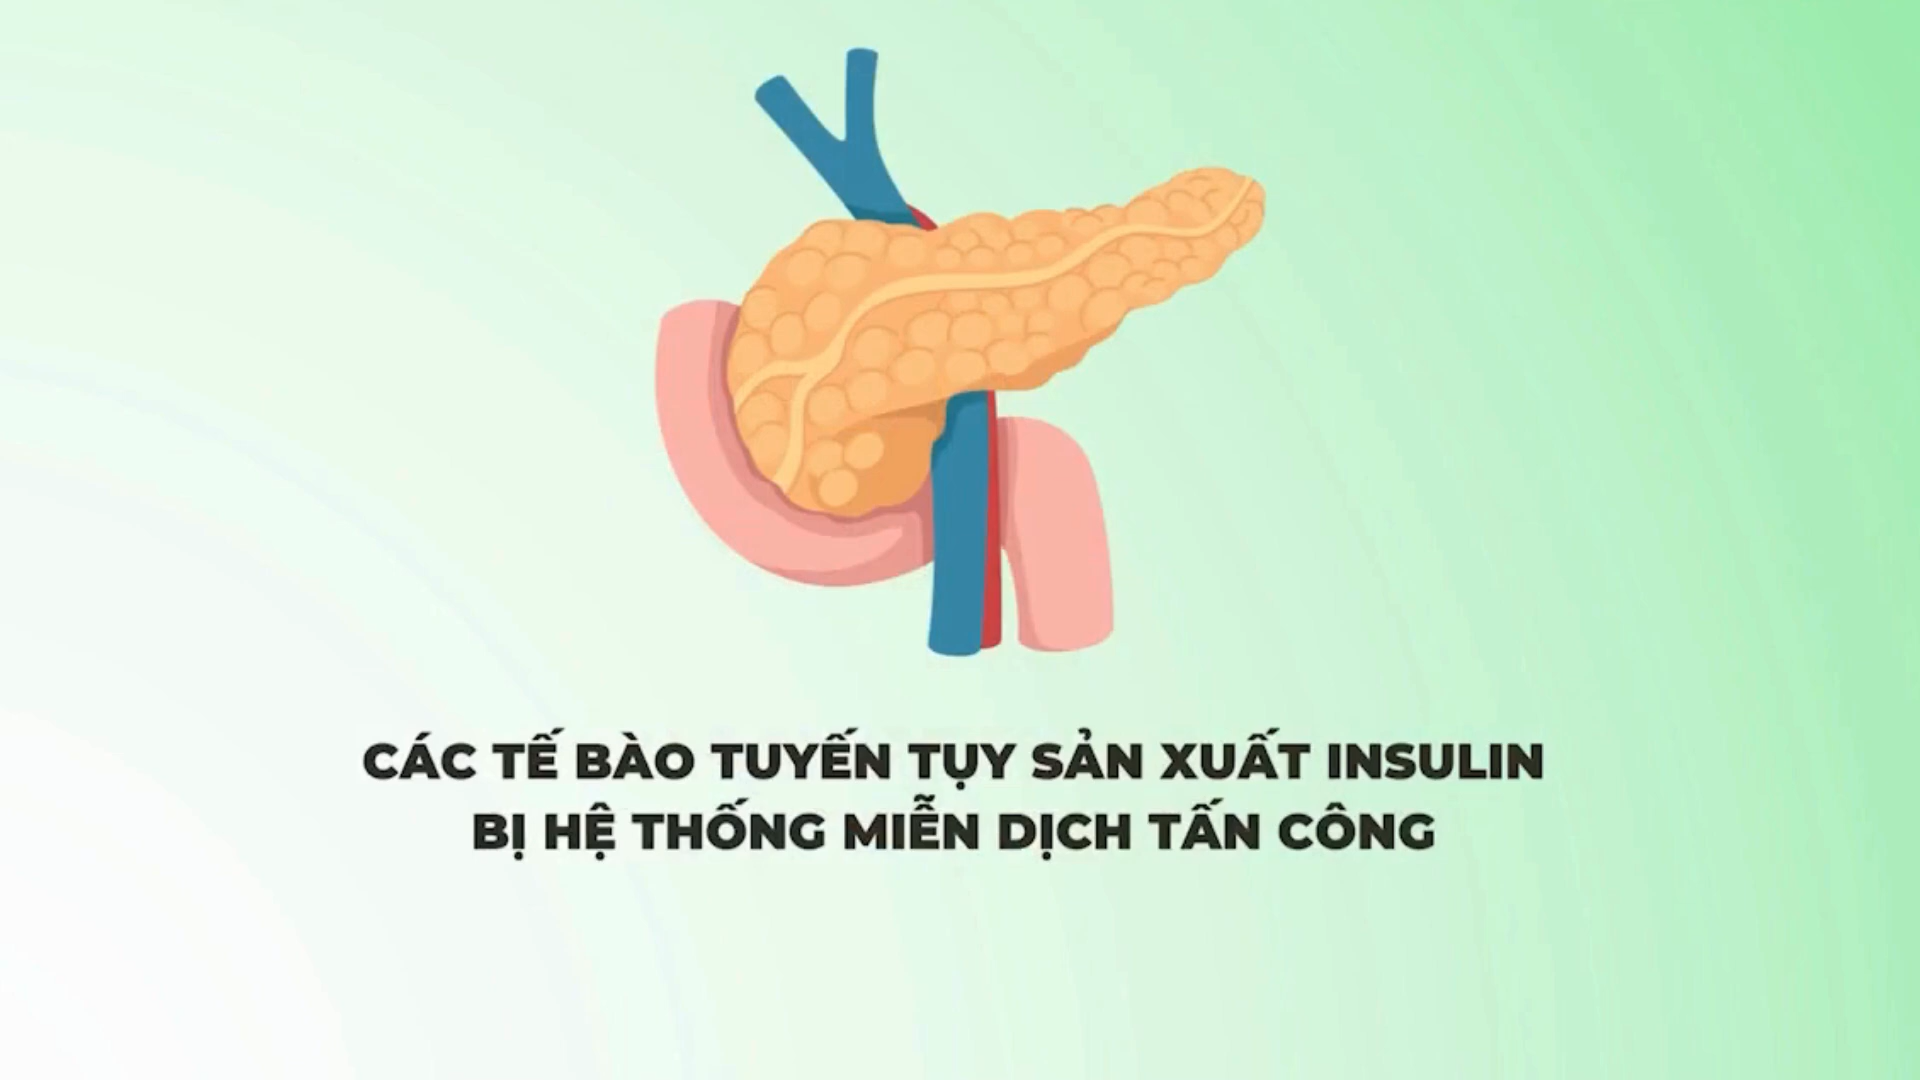 CÁC TẾ BÀO TUYẾN TỤY SẢN XUẤT INSULIN
BỊ HỆ THỐNG MIỄN DỊCH TẤN CÔNG